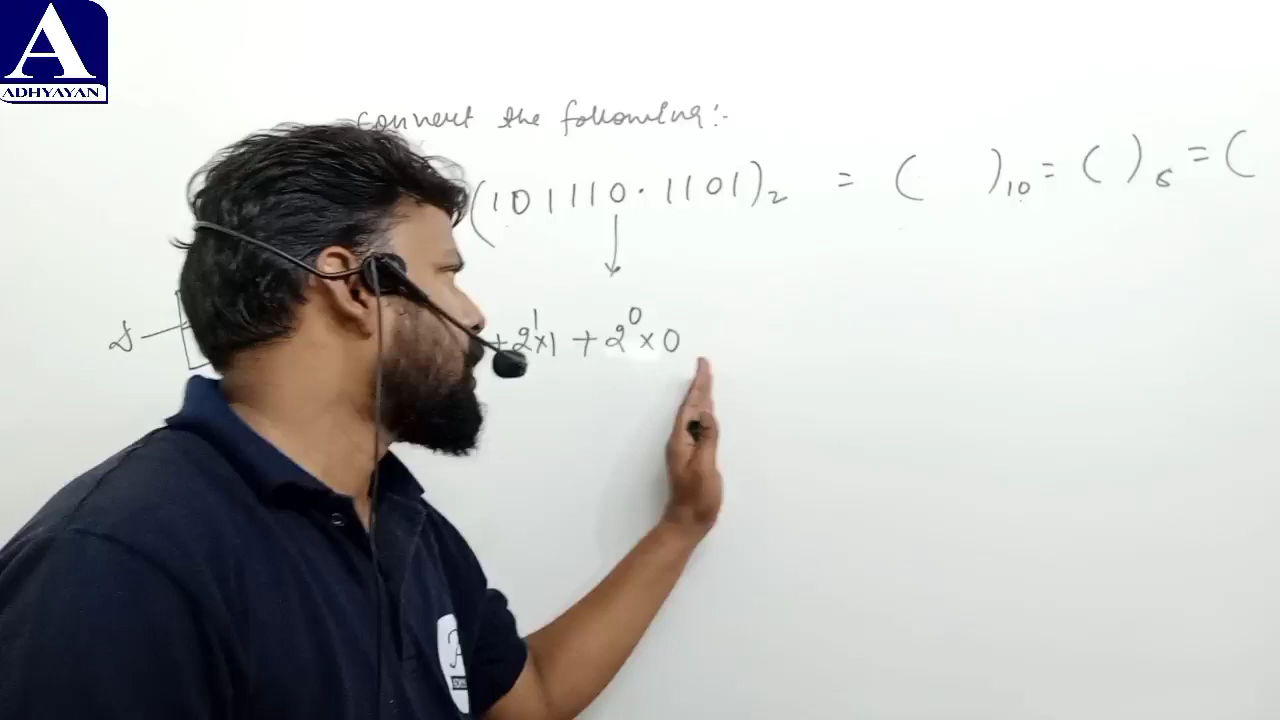 A
ADHYAYAN
convert the following:-
(101110.1101)₂ = ( )₁₀ = ( )₈ = (
+ 2¹×1 + 2⁰×0